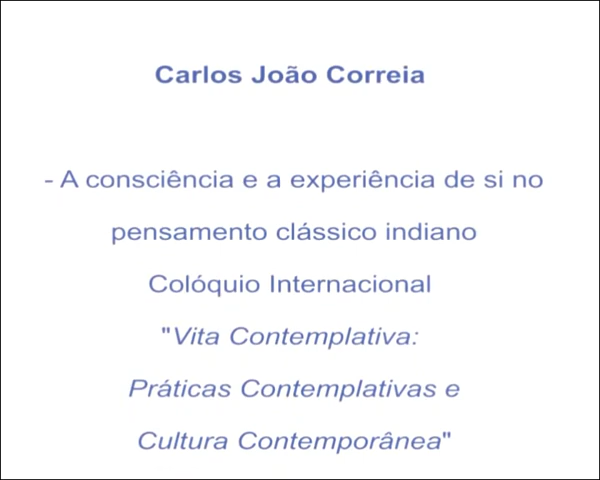 Carlos João Correia
- A consciência e a experiência de si no
pensamento clássico indiano
Colóquio Internacional
"Vita Contemplativa:
Práticas Contemplativas e
Cultura Contemporânea"